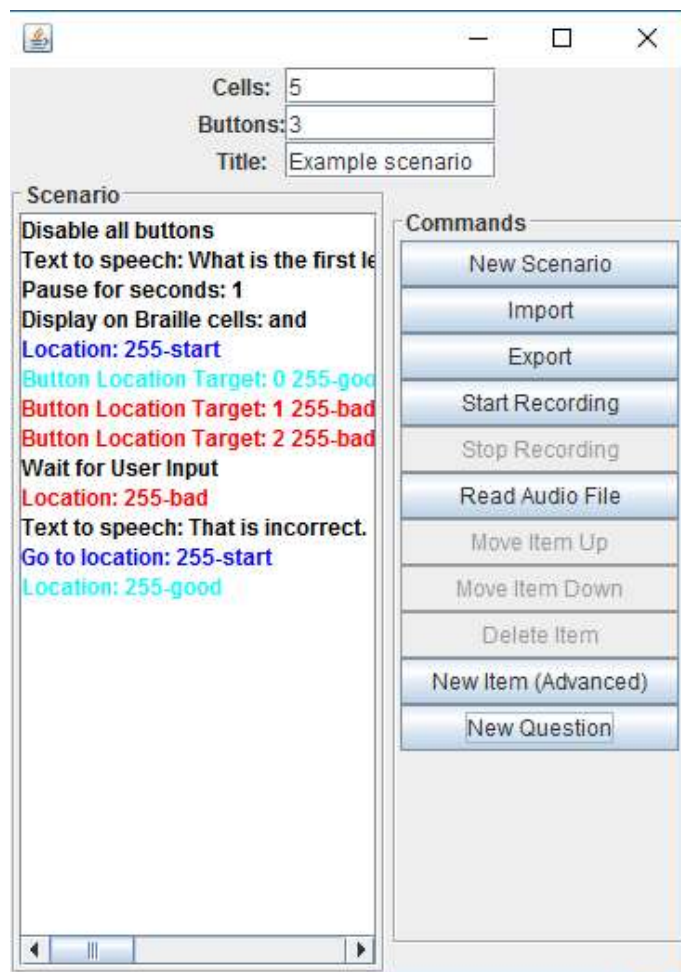 Cells: 5
Buttons: 3
Title: Example scenario
Scenario
Disable all buttons
Text to speech: What is the first le
Pause for seconds: 1
Display on Braille cells: and
Location: 255-start
Button Location Target: 0 255-goo
Button Location Target: 1 255-bad
Button Location Target: 2 255-bad
Wait for User Input
Location: 255-bad
Text to speech: That is incorrect.
Go to location: 255-start
Location: 255-good
Commands
New Scenario
Import
Export
Start Recording
Stop Recording
Read Audio File
Move Item Up
Move Item Down
Delete Item
New Item (Advanced)
New Question